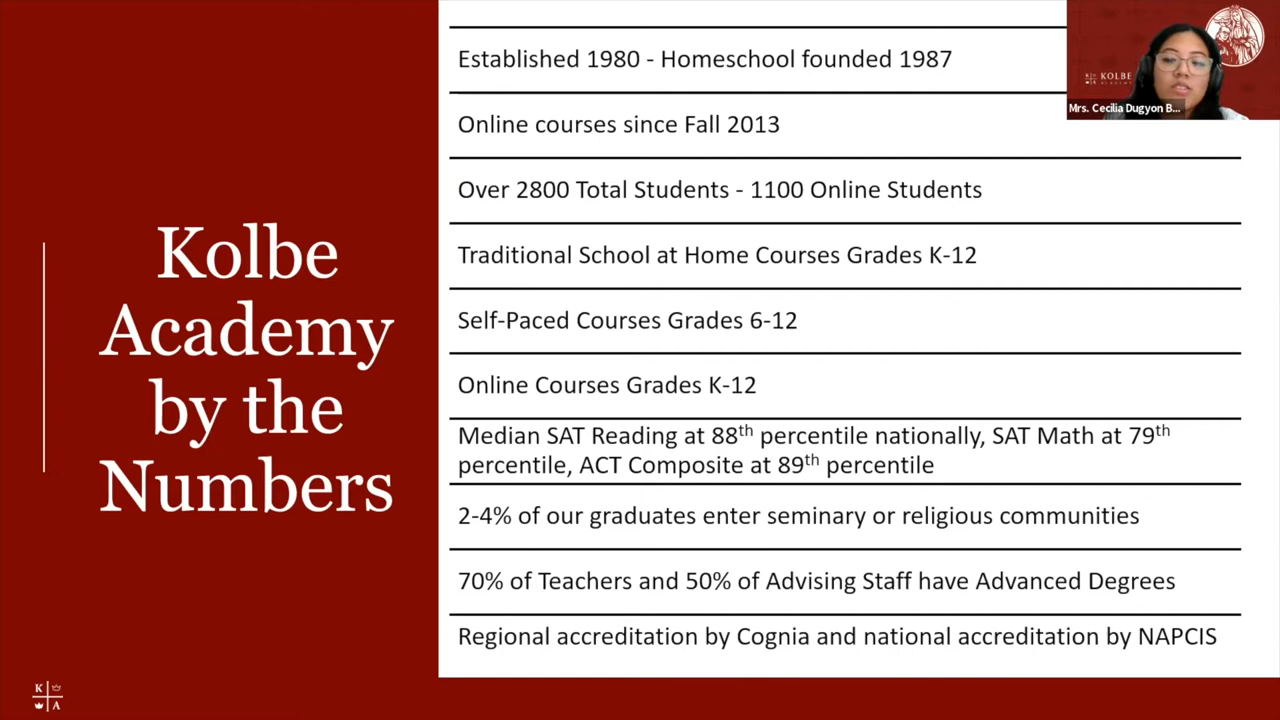 Kolbe
Academy
by the
Numbers
Established 1980 - Homeschool founded 1987
Online courses since Fall 2013
Over 2800 Total Students - 1100 Online Students
Traditional School at Home Courses Grades K-12
Self-Paced Courses Grades 6-12
Online Courses Grades K-12
Median SAT Reading at 88th percentile nationally, SAT Math at 79th
percentile, ACT Composite at 89th percentile
2-4% of our graduates enter seminary or religious communities
70% of Teachers and 50% of Advising Staff have Advanced Degrees
Regional accreditation by Cognia and national accreditation by NAPCIS
KOLBE
Mrs. Cecilia Dugyon B...
K
A